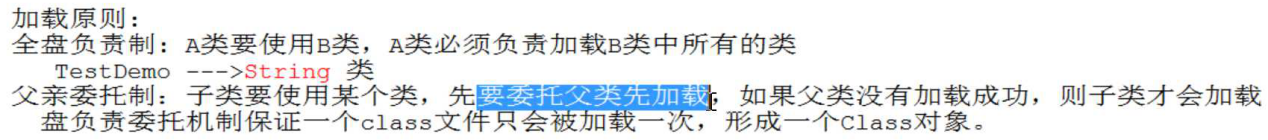 加载原则：
全盘负责制：A类要使用B类，A类必须负责加载B类中所有的类
TestDemo --->String 类
父亲委托制：子类要使用某个类，先要委托父类先加载，如果父类没有加载成功，则子类才会加载
盘负责委托机制保证一个class文件只会被加载一次，形成一个Class对象。